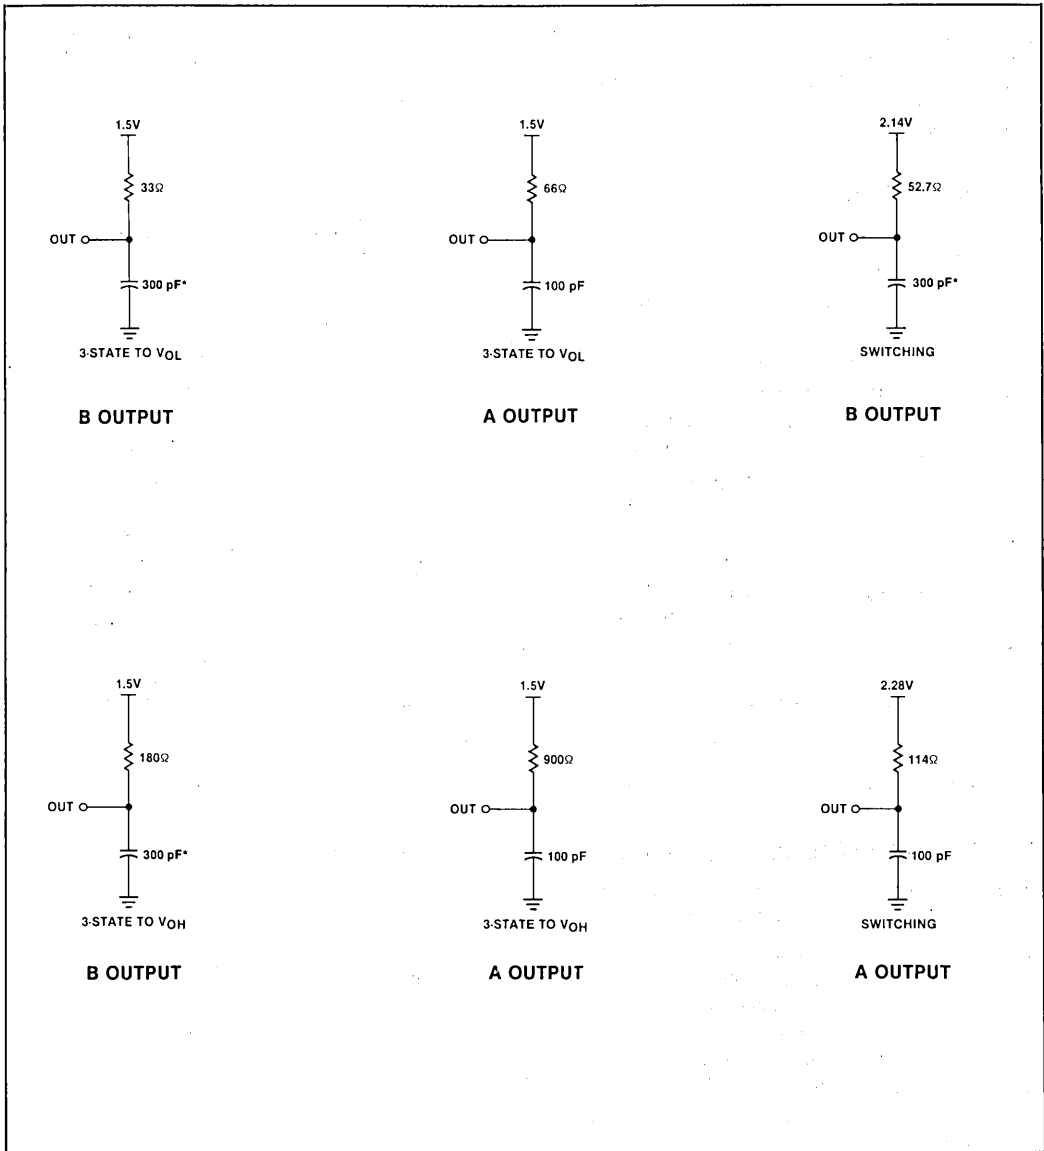 1.5V
33Ω
OUT
300 pF*
3-STATE TO VOL
B OUTPUT
1.5V
66Ω
OUT
100 pF
3-STATE TO VOL
A OUTPUT
2.14V
52.7Ω
OUT
300 pF*
SWITCHING
B OUTPUT
1.5V
180Ω
OUT
300 pF*
3-STATE TO VOH
B OUTPUT
1.5V
900Ω
OUT
100 pF
3-STATE TO VOH
A OUTPUT
2.28V
114Ω
OUT
100 pF
SWITCHING
A OUTPUT